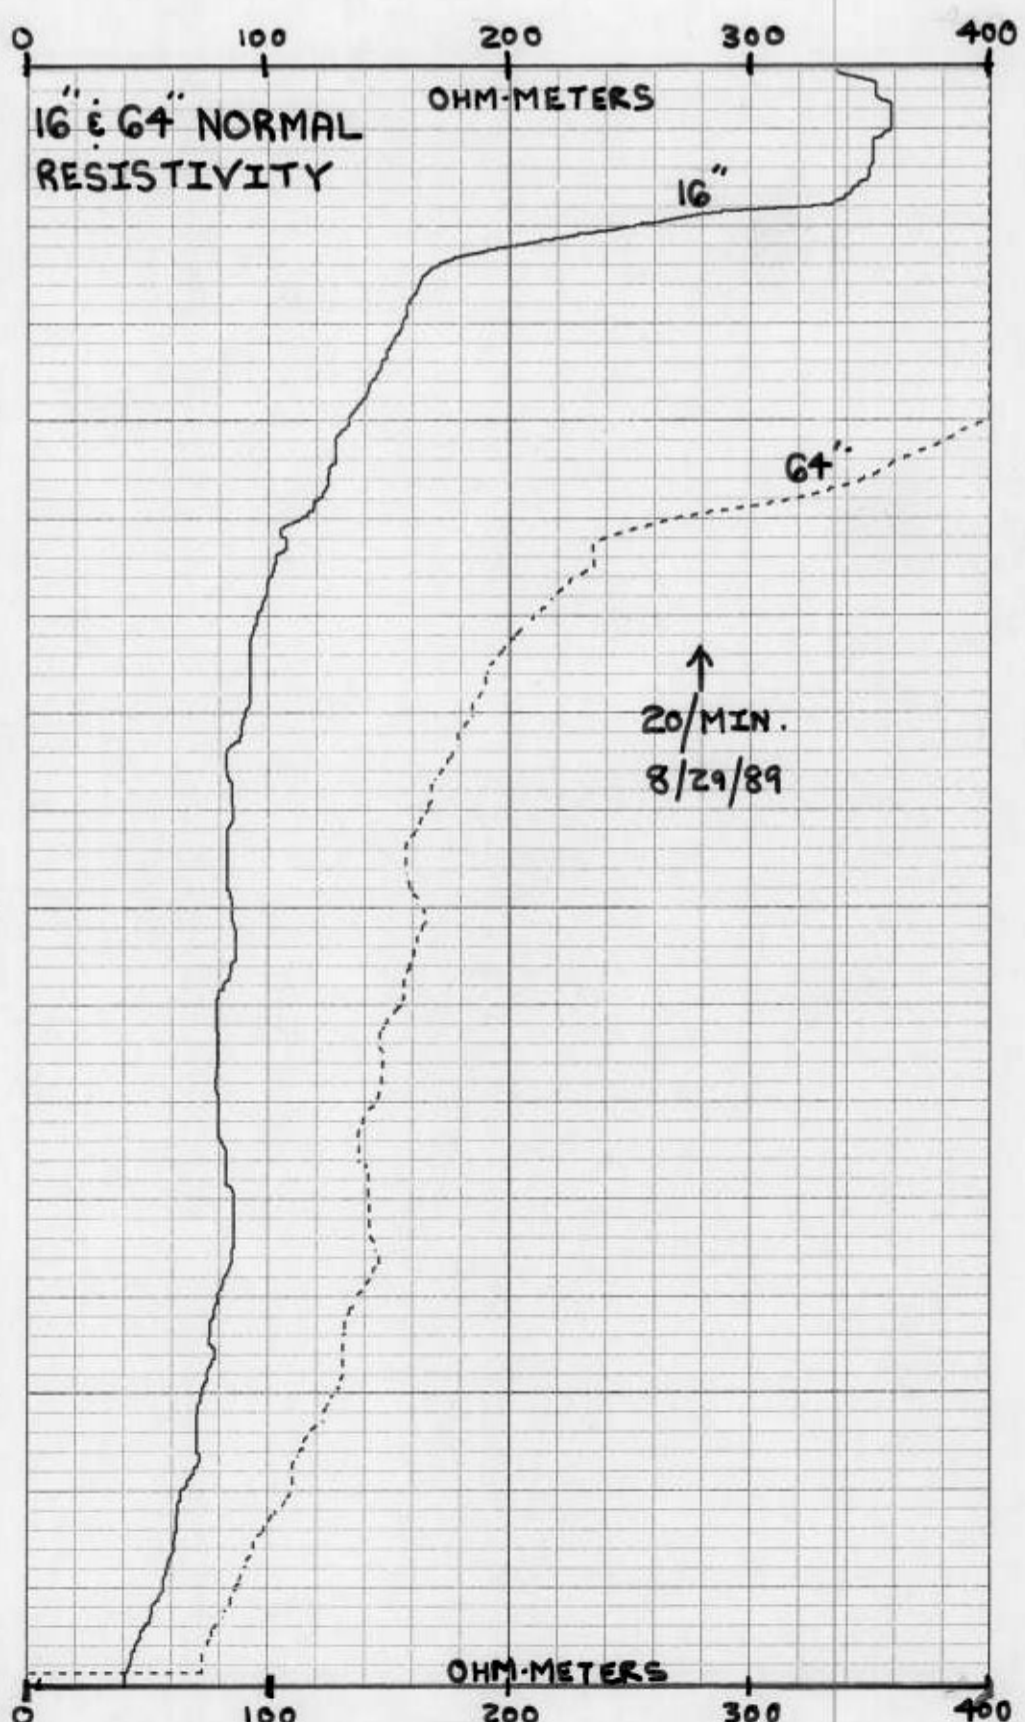 0 100 200 300 400
OHM-METERS
16" & 64" NORMAL
RESISTIVITY
16"
64"
20/MIN.
8/29/89
OHM-METERS
0 100 200 300 400